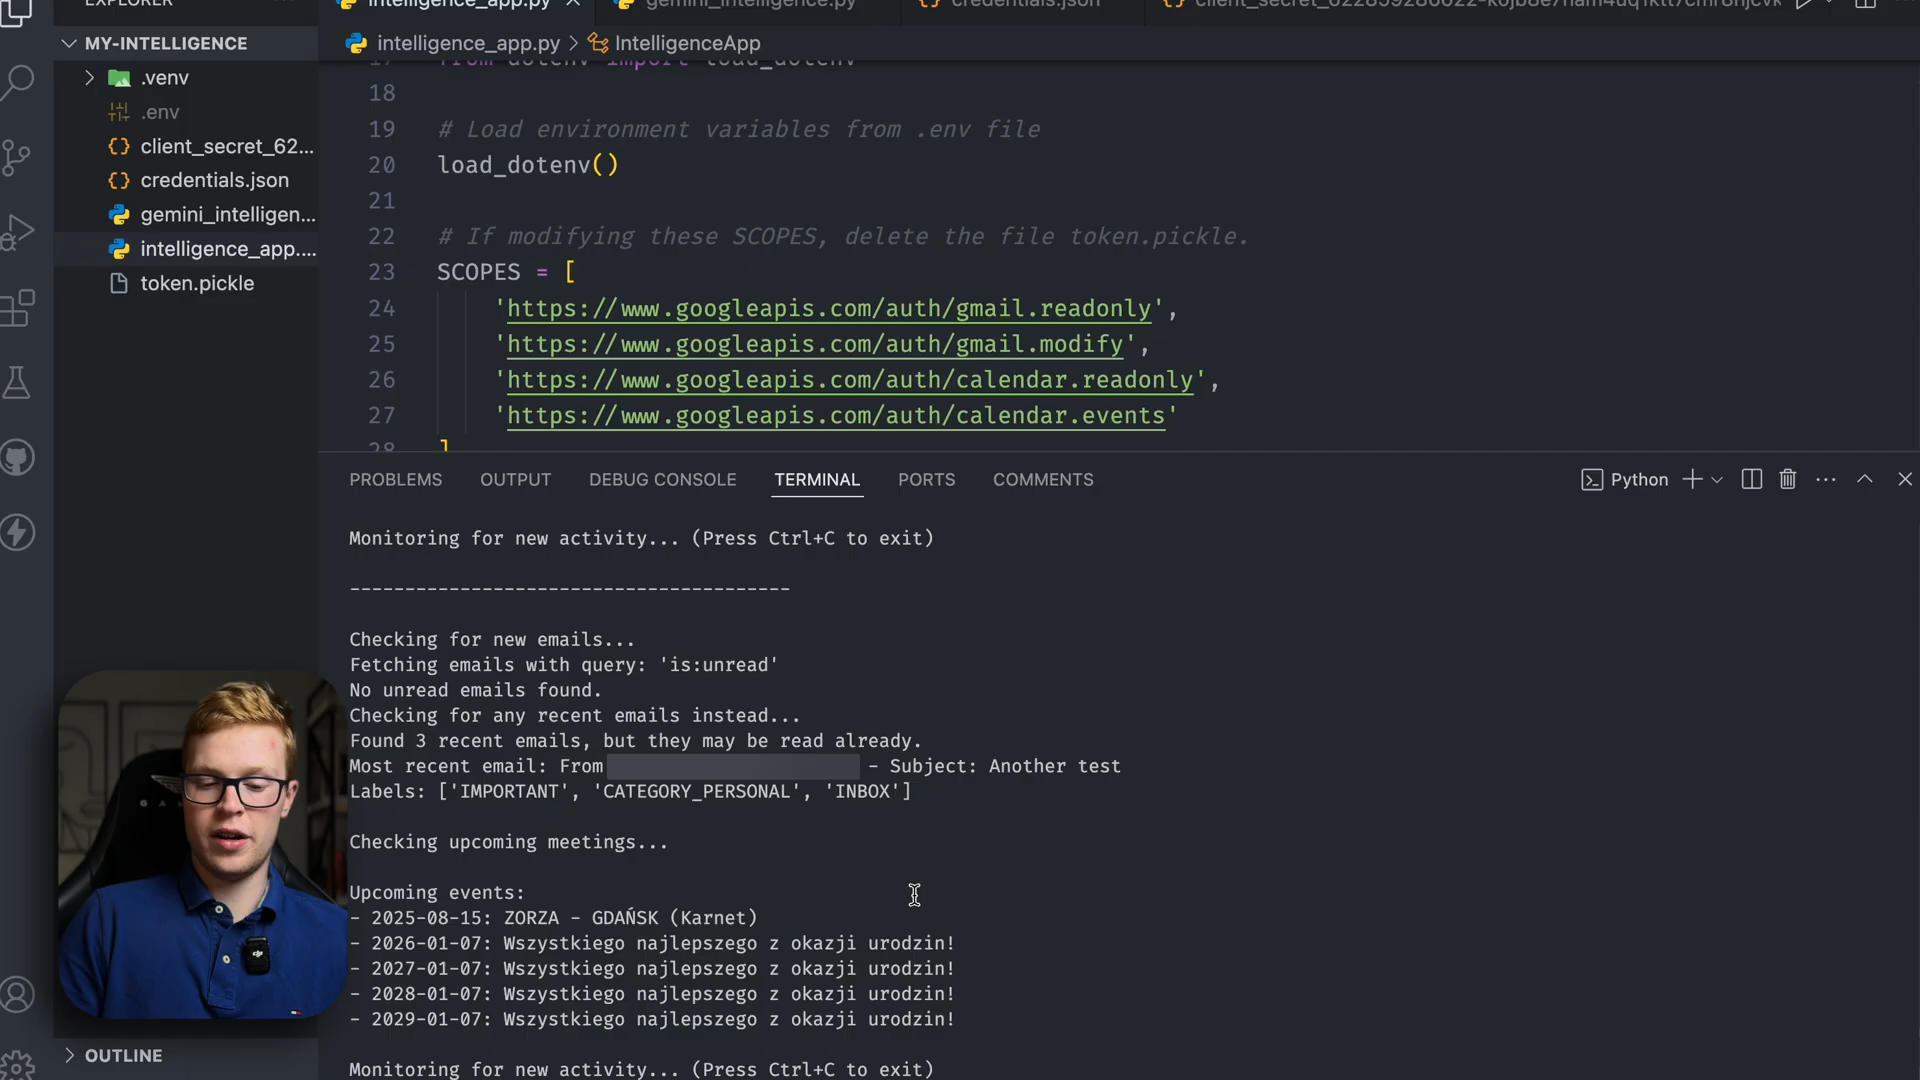 EXPLORER
intelligence_app.py
gemini_intelligence.py
credentials.json
MY-INTELLIGENCE
intelligence_app.py > IntelligenceApp
.venv
.env
client_secret_62...
credentials.json
gemini_intelligen...
intelligence_app....
token.pickle
17 from dotenv import load_dotenv
18
19 # Load environment variables from .env file
20 load_dotenv()
21
22 # If modifying these SCOPES, delete the file token.pickle.
23 SCOPES = [
24 'https://www.googleapis.com/auth/gmail.readonly',
25 'https://www.googleapis.com/auth/gmail.modify',
26 'https://www.googleapis.com/auth/calendar.readonly',
27 'https://www.googleapis.com/auth/calendar.events'
28 ]
PROBLEMS OUTPUT DEBUG CONSOLE TERMINAL PORTS COMMENTS Python
Monitoring for new activity... (Press Ctrl+C to exit)
----------------------------------------
Checking for new emails...
Fetching emails with query: 'is:unread'
No unread emails found.
Checking for any recent emails instead...
Found 3 recent emails, but they may be read already.
Most recent email: From - Subject: Another test
Labels: ['IMPORTANT', 'CATEGORY_PERSONAL', 'INBOX']
Checking upcoming meetings...
Upcoming events:
- 2025-08-15: ZORZA - GDAŃSK (Karnet)
- 2026-01-07: Wszystkiego najlepszego z okazji urodzin!
- 2027-01-07: Wszystkiego najlepszego z okazji urodzin!
- 2028-01-07: Wszystkiego najlepszego z okazji urodzin!
- 2029-01-07: Wszystkiego najlepszego z okazji urodzin!
Monitoring for new activity... (Press Ctrl+C to exit)
OUTLINE